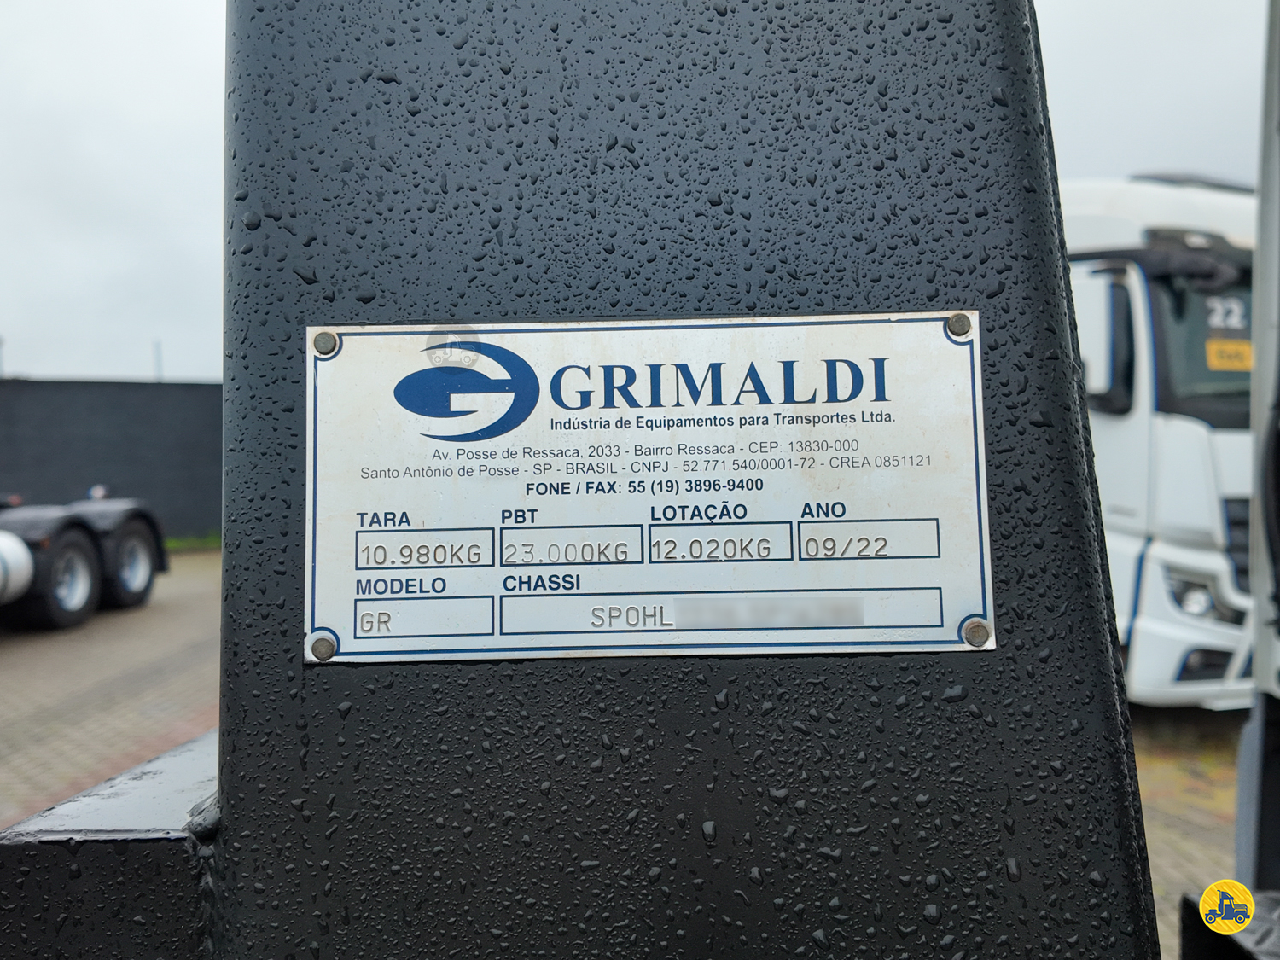 GRIMALDI
Indústria de Equipamentos para Transportes Ltda.
Av. Posse de Ressaca, 2033 - Bairro Ressaca - CEP: 13830-000
Santo Antônio de Posse - SP - BRASIL - CNPJ - 52.771.540/0001-72 - CREA 0851121
FONE / FAX: 55 (19) 3896-9400
TARA PBT LOTAÇÃO ANO
10.980KG 23.000KG 12.020KG 09/22
MODELO CHASSI
GR SPOHL
22